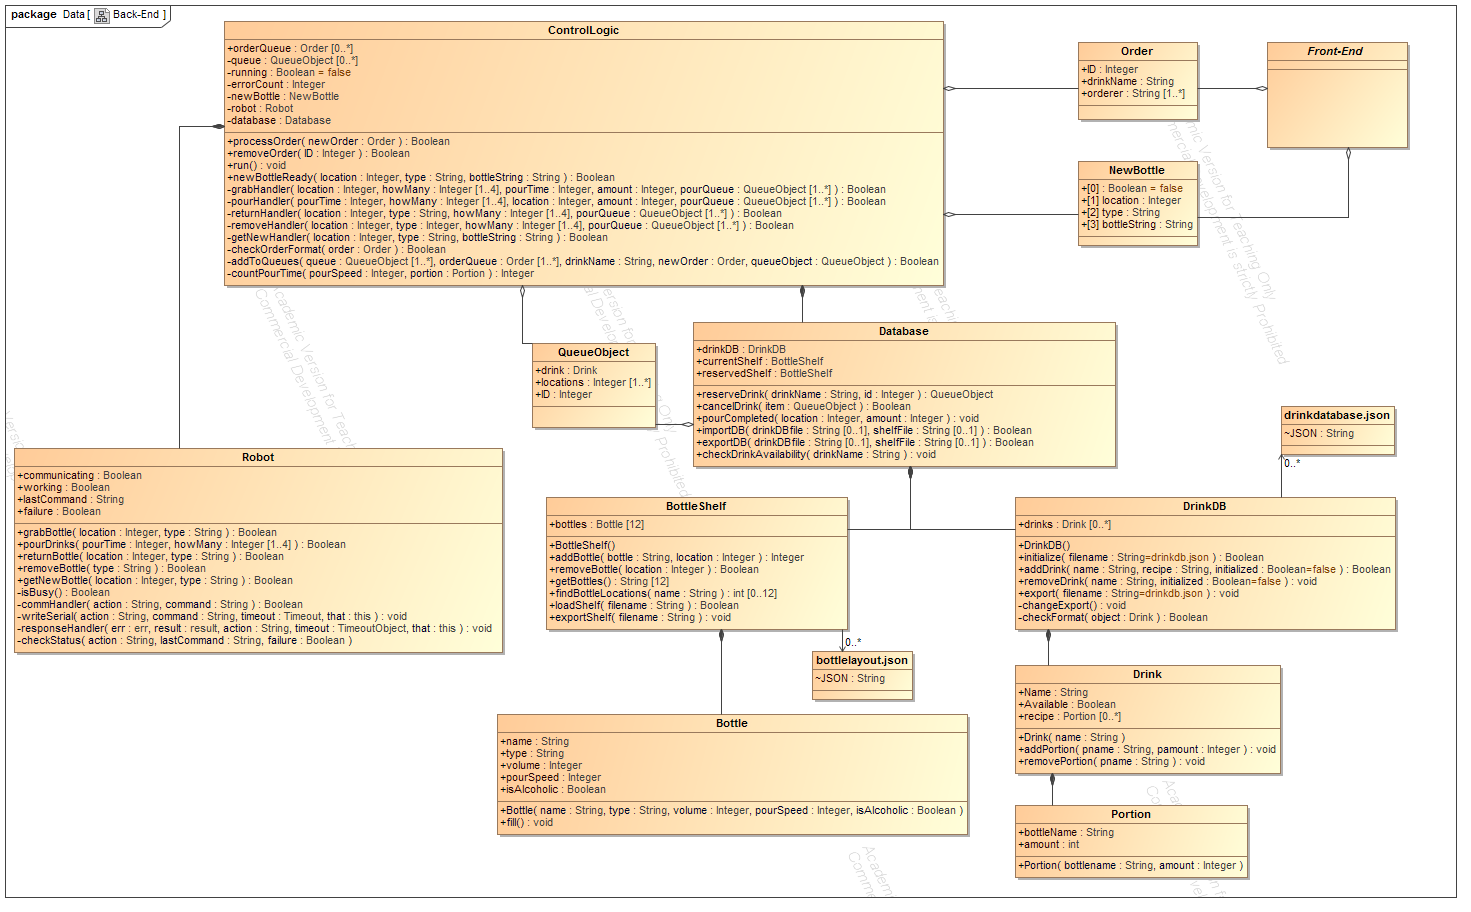 package Data [ Back-End ]
ControlLogic
+orderQueue : Order [0..*]
-queue : QueueObject [0..*]
-running : Boolean = false
-errorCount : Integer
-newBottle : NewBottle
-robot : Robot
-database : Database
+processOrder( newOrder : Order ) : Boolean
+removeOrder( ID : Integer ) : Boolean
+run() : void
+newBottleReady( location : Integer, type : String, bottleString : String ) : Boolean
-grabHandler( location : Integer, howMany : Integer [1..4], pourTime : Integer, amount : Integer, pourQueue : QueueObject [1..*] ) : Boolean
-pourHandler( pourTime : Integer, howMany : Integer [1..4], location : Integer, amount : Integer, pourQueue : QueueObject [1..*] ) : Boolean
-returnHandler( location : Integer, type : String, howMany : Integer [1..4], pourQueue : QueueObject [1..*] ) : Boolean
-removeHandler( location : Integer, type : Integer, howMany : Integer [1..4], pourQueue : QueueObject [1..*] ) : Boolean
-getNewHandler( location : Integer, type : String, bottleString : String ) : Boolean
-checkOrderFormat( order : Order ) : Boolean
-addToQueues( queue : QueueObject [1..*], orderQueue : Order [1..*], drinkName : String, newOrder : Order, queueObject : QueueObject ) : Boolean
-countPourTime( pourSpeed : Integer, portion : Portion ) : Integer
Order
+ID : Integer
+drinkName : String
+orderer : String [1..*]
Front-End
NewBottle
+[0] : Boolean = false
+[1] location : Integer
+[2] type : String
+[3] bottleString : String
QueueObject
+drink : Drink
+locations : Integer [1..*]
+ID : Integer
Database
+drinkDB : DrinkDB
+currentShelf : BottleShelf
+reservedShelf : BottleShelf
+reserveDrink( drinkName : String, id : Integer ) : QueueObject
+cancelDrink( item : QueueObject ) : Boolean
+pourCompleted( location : Integer, amount : Integer ) : void
+importDB( drinkDBfile : String [0..1], shelfFile : String [0..1] ) : Boolean
+exportDB( drinkDBfile : String [0..1], shelfFile : String [0..1] ) : Boolean
+checkDrinkAvailability( drinkName : String ) : void
drinkdatabase.json
~JSON : String
0..*
Robot
+communicating : Boolean
+working : Boolean
+lastCommand : String
+failure : Boolean
+grabBottle( location : Integer, type : String ) : Boolean
+pourDrinks( pourTime : Integer, howMany : Integer [1..4] ) : Boolean
+returnBottle( location : Integer, type : String ) : Boolean
+removeBottle( type : String ) : Boolean
+getNewBottle( location : Integer, type : String ) : Boolean
-isBusy() : Boolean
-commHandler( action : String, command : String ) : Boolean
-writeSerial( action : String, command : String, timeout : Timeout, that : this ) : void
-responseHandler( err : err, result : result, action : String, timeout : TimeoutObject, that : this ) : void
-checkStatus( action : String, lastCommand : String, failure : Boolean )
BottleShelf
+bottles : Bottle [12]
+BottleShelf()
+addBottle( bottle : String, location : Integer ) : Integer
+removeBottle( location : Integer ) : Boolean
+getBottles() : String [12]
+findBottleLocations( name : String ) : int [0..12]
+loadShelf( filename : String ) : Boolean
+exportShelf( filename : String ) : void
DrinkDB
+drinks : Drink [0..*]
+DrinkDB()
+initialize( filename : String=drinkdb.json ) : Boolean
+addDrink( name : String, recipe : String, initialized : Boolean=false ) : Boolean
+removeDrink( name : String, initialized : Boolean=false ) : void
+export( filename : String=drinkdb.json ) : void
-changeExport() : void
-checkFormat( object : Drink ) : Boolean
0..*
bottlelayout.json
~JSON : String
Drink
+Name : String
+Available : Boolean
+recipe : Portion [0..*]
+Drink( name : String )
+addPortion( pname : String, pamount : Integer ) : void
+removePortion( pname : String ) : void
Bottle
+name : String
+type : String
+volume : Integer
+pourSpeed : Integer
+isAlcoholic : Boolean
+Bottle( name : String, type : String, volume : Integer, pourSpeed : Integer, isAlcoholic : Boolean )
+fill() : void
Portion
+bottleName : String
+amount : int
+Portion( bottlename : String, amount : Integer )